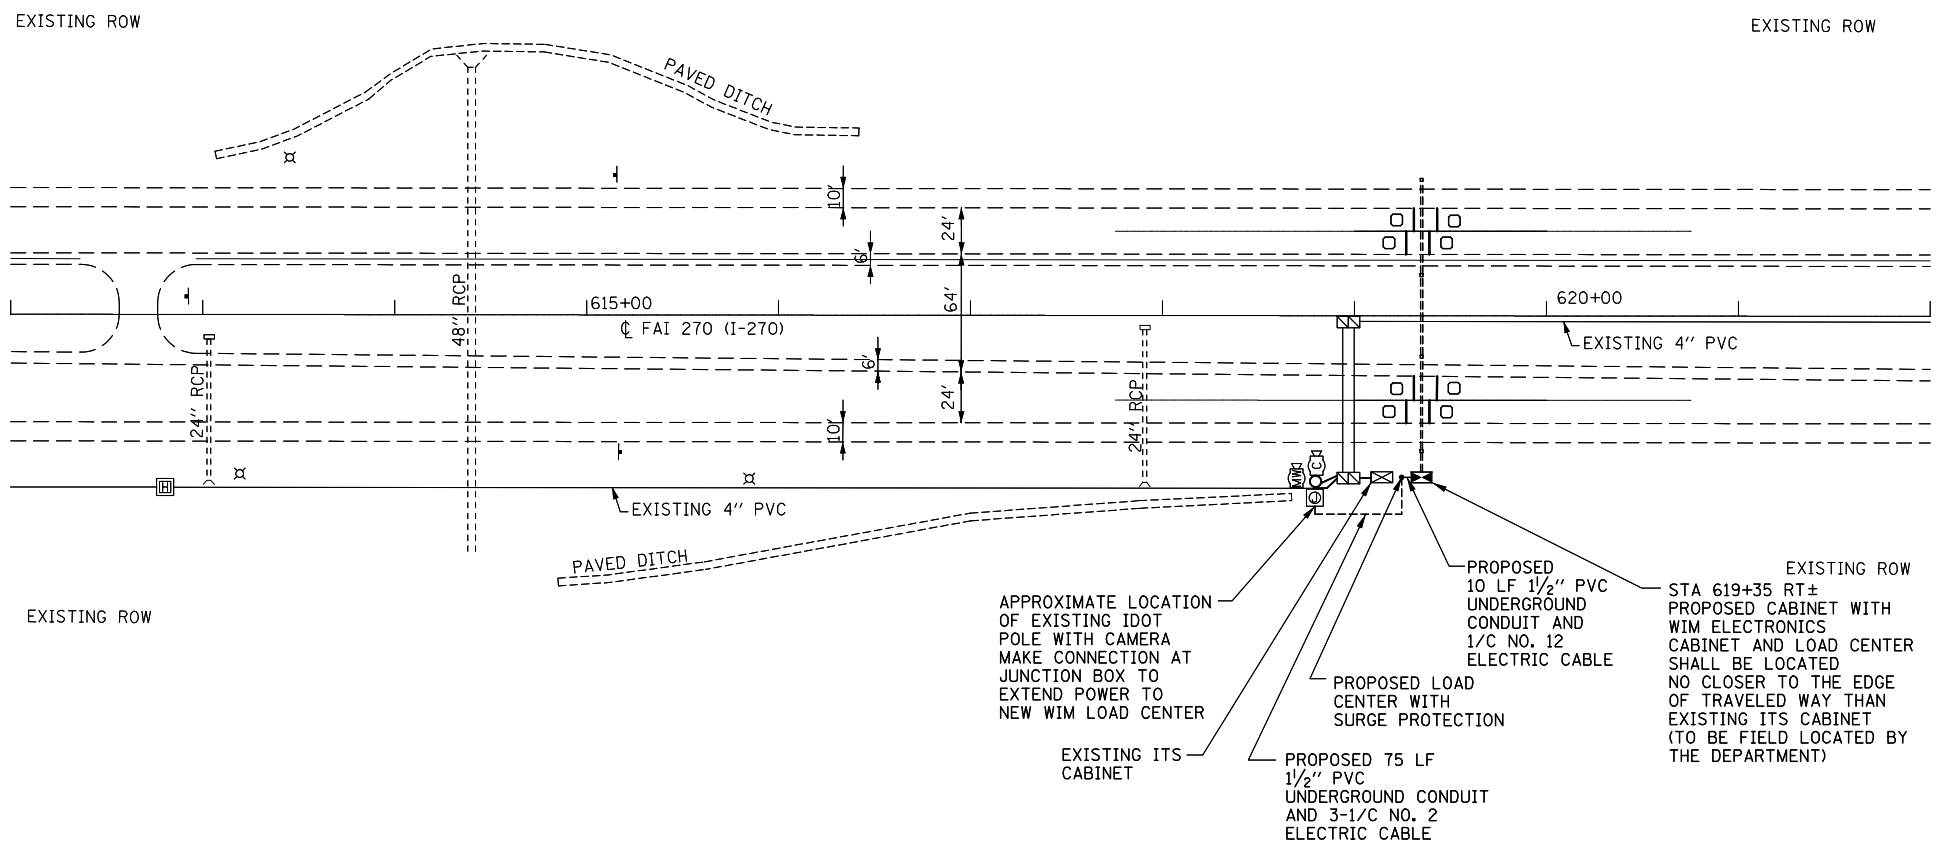 EXISTING ROW
EXISTING ROW
PAVED DITCH
10'
24'
6'
48" RCP
64'
615+00
620+00
℄ FAI 270 (I-270)
EXISTING 4" PVC
6'
24" RCP
24'
24" RCP
10'
H
MW
C
EXISTING 4" PVC
PAVED DITCH
EXISTING ROW
EXISTING ROW
APPROXIMATE LOCATION
OF EXISTING IDOT
POLE WITH CAMERA
MAKE CONNECTION AT
JUNCTION BOX TO
EXTEND POWER TO
NEW WIM LOAD CENTER
EXISTING ITS
CABINET
PROPOSED 75 LF
1½" PVC
UNDERGROUND CONDUIT
AND 3-1/C NO. 2
ELECTRIC CABLE
PROPOSED LOAD
CENTER WITH
SURGE PROTECTION
PROPOSED
10 LF 1½" PVC
UNDERGROUND
CONDUIT AND
1/C NO. 12
ELECTRIC CABLE
STA 619+35 RT±
PROPOSED CABINET WITH
WIM ELECTRONICS
CABINET AND LOAD CENTER
SHALL BE LOCATED
NO CLOSER TO THE EDGE
OF TRAVELED WAY THAN
EXISTING ITS CABINET
(TO BE FIELD LOCATED BY
THE DEPARTMENT)